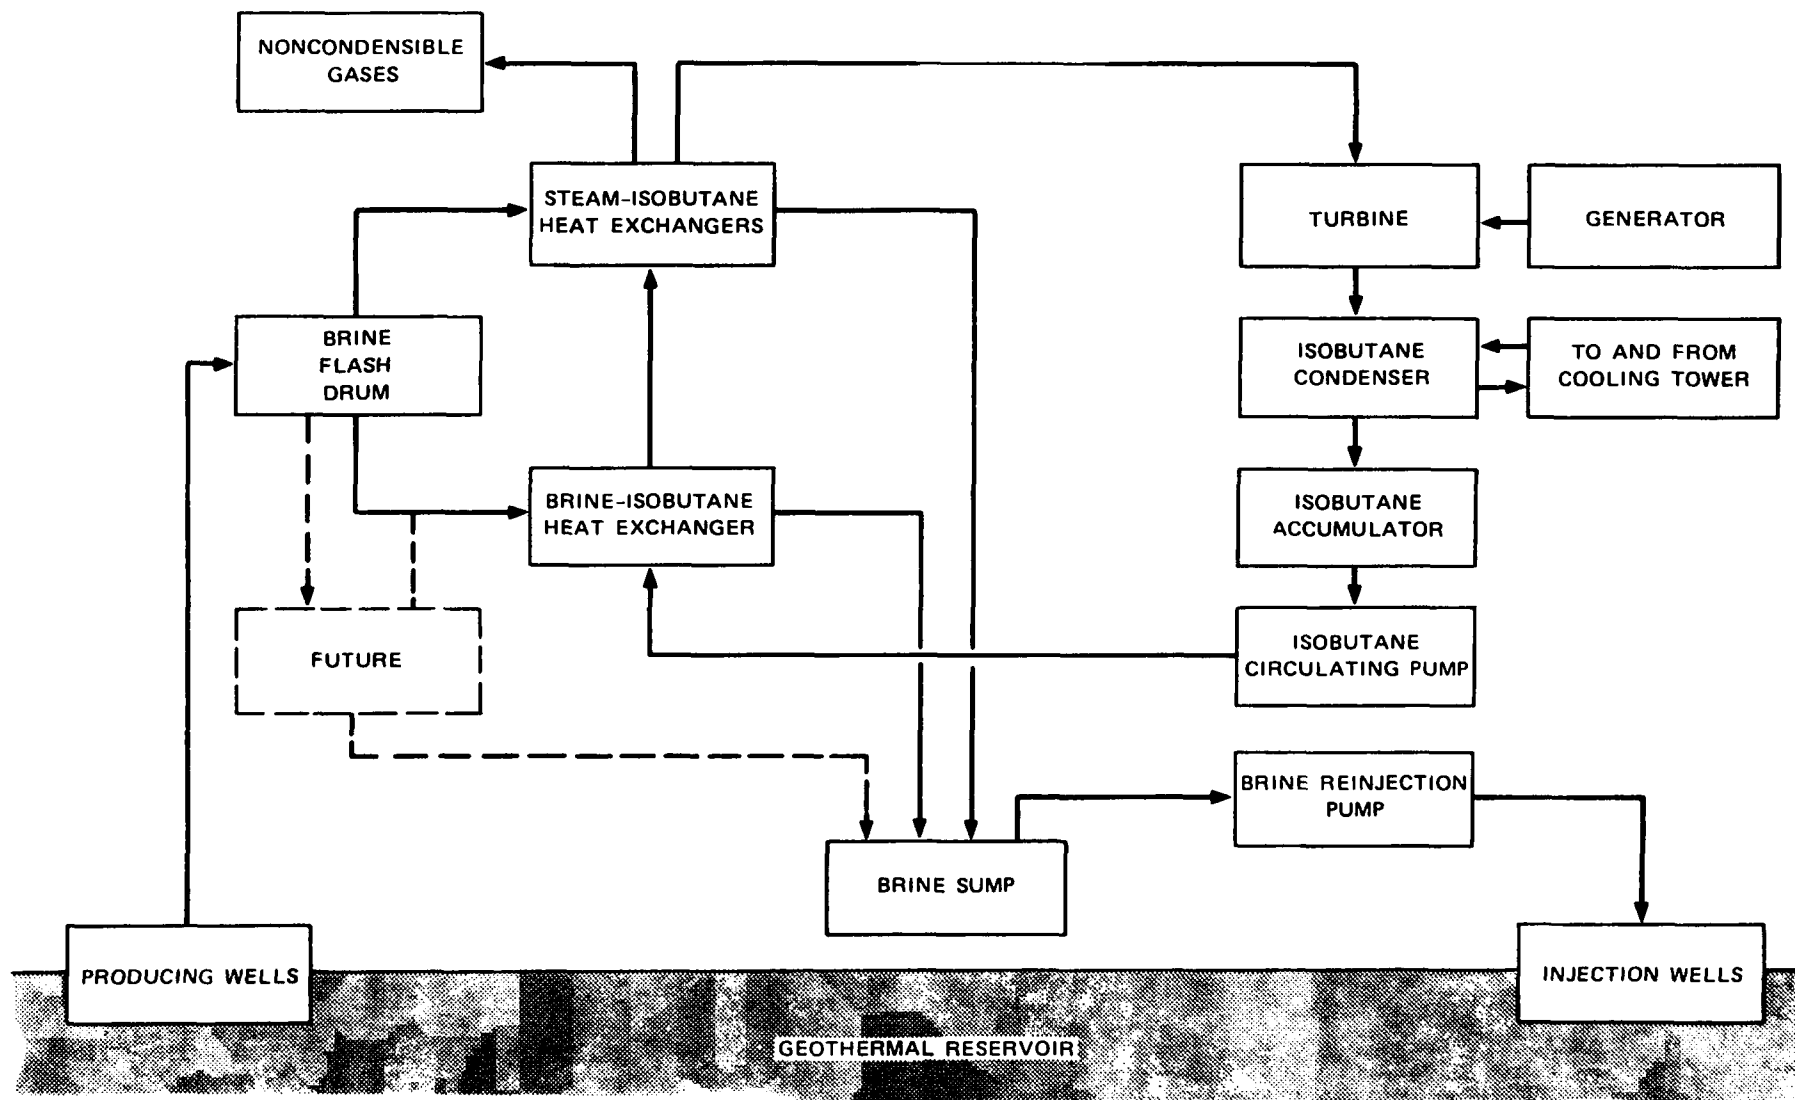 NONCONDENSIBLE
GASES
STEAM-ISOBUTANE
HEAT EXCHANGERS
TURBINE
GENERATOR
BRINE
FLASH
DRUM
ISOBUTANE
CONDENSER
TO AND FROM
COOLING TOWER
BRINE-ISOBUTANE
HEAT EXCHANGER
ISOBUTANE
ACCUMULATOR
FUTURE
ISOBUTANE
CIRCULATING PUMP
BRINE REINJECTION
PUMP
BRINE SUMP
PRODUCING WELLS
INJECTION WELLS
GEOTHERMAL RESERVOIR